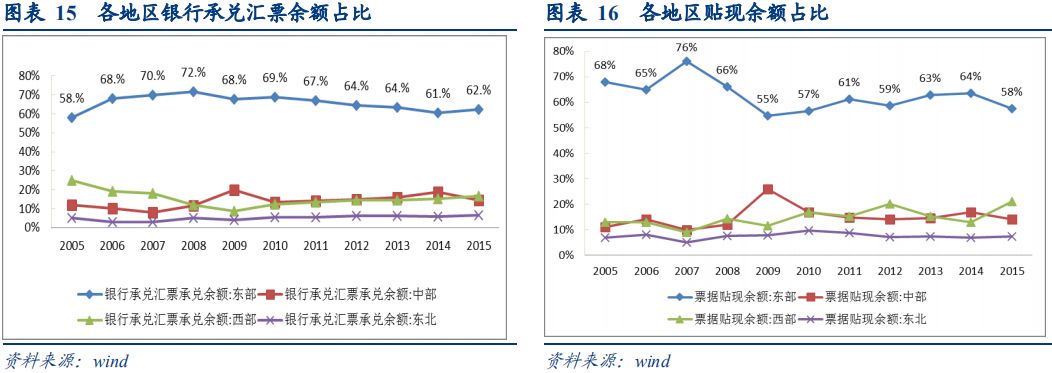 图表 15 各地区银行承兑汇票余额占比
80%
70%
60%
50%
40%
30%
20%
10%
0%
58.% 68.% 70.% 72.% 68.% 69.% 67.% 64.% 64.% 61.% 62.%
2005 2006 2007 2008 2009 2010 2011 2012 2013 2014 2015
银行承兑汇票承兑余额:东部 银行承兑汇票承兑余额:中部
银行承兑汇票承兑余额:西部 银行承兑汇票承兑余额:东北
资料来源：wind
图表 16 各地区贴现余额占比
80%
70%
60%
50%
40%
30%
20%
10%
0%
68% 65% 76% 66% 55% 57% 61% 59% 63% 64% 58%
2005 2006 2007 2008 2009 2010 2011 2012 2013 2014 2015
票据贴现余额:东部 票据贴现余额:中部
票据贴现余额:西部 票据贴现余额:东北
资料来源：wind